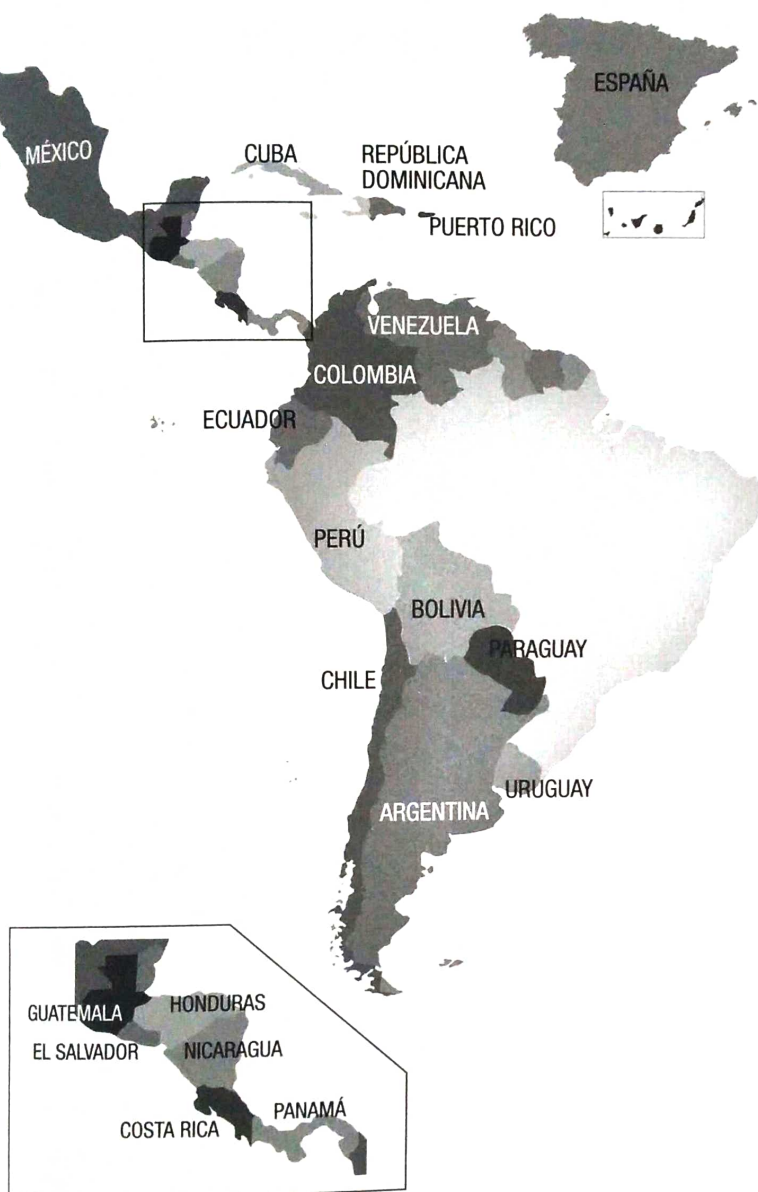 ESPAÑA
MÉXICO
CUBA
REPÚBLICA
DOMINICANA
PUERTO RICO
VENEZUELA
COLOMBIA
ECUADOR
PERÚ
BOLIVIA
PARAGUAY
CHILE
URUGUAY
ARGENTINA
GUATEMALA
HONDURAS
EL SALVADOR
NICARAGUA
COSTA RICA
PANAMÁ